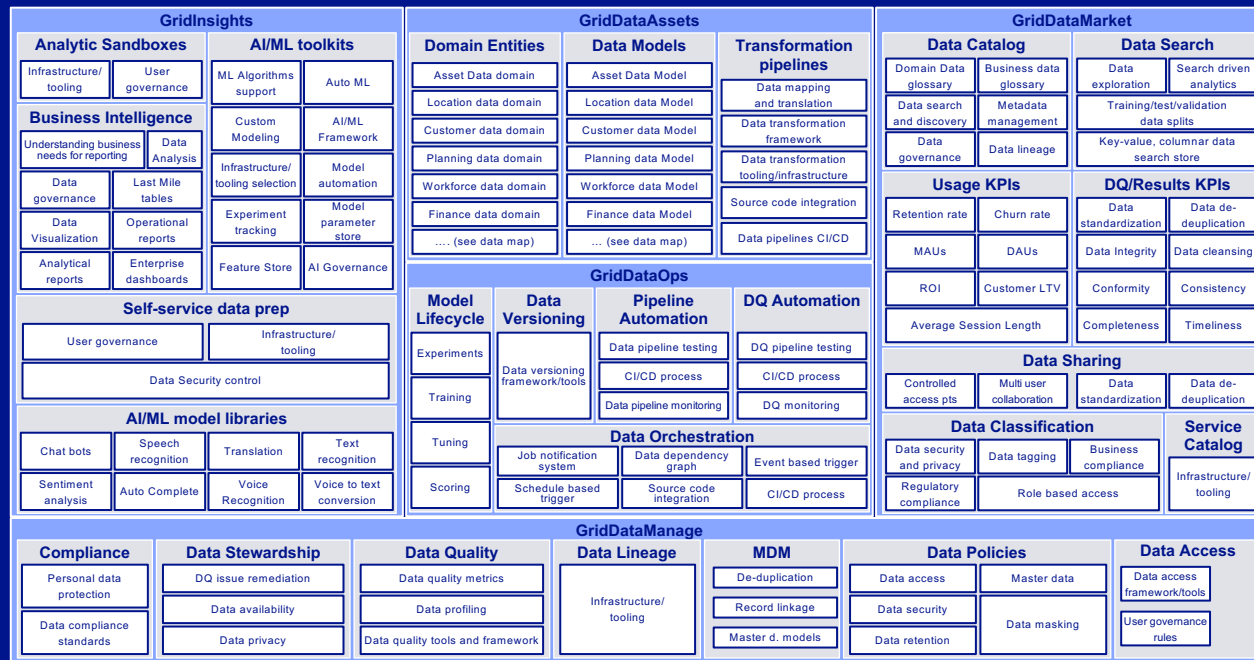 GridInsights
Analytic Sandboxes
Infrastructure/
tooling
User
governance
Business Intelligence
Understanding business
needs for reporting
Data
Analysis
Data
governance
Last Mile
tables
Data
Visualization
Operational
reports
Analytical
reports
Enterprise
dashboards
AI/ML toolkits
ML Algorithms
support
Auto ML
Custom
Modeling
AI/ML
Framework
Infrastructure/
tooling selection
Model
automation
Experiment
tracking
Model
parameter
store
Feature Store
AI Governance
Self-service data prep
User governance
Infrastructure/
tooling
Data Security control
AI/ML model libraries
Chat bots
Speech
recognition
Translation
Text
recognition
Sentiment
analysis
Auto Complete
Voice
Recognition
Voice to text
conversion
GridDataAssets
Domain Entities
Asset Data domain
Location data domain
Customer data domain
Planning data domain
Workforce data domain
Finance data domain
.... (see data map)
Data Models
Asset Data Model
Location data Model
Customer data Model
Planning data Model
Workforce data Model
Finance data Model
... (see data map)
Transformation
pipelines
Data mapping
and translation
Data transformation
framework
Data transformation
tooling/infrastructure
Source code integration
Data pipelines CI/CD
GridDataOps
Model
Lifecycle
Experiments
Training
Tuning
Scoring
Data
Versioning
Data versioning
framework/tools
Pipeline
Automation
Data pipeline testing
CI/CD process
Data pipeline monitoring
DQ Automation
DQ pipeline testing
CI/CD process
DQ monitoring
Data Orchestration
Job notification
system
Data dependency
graph
Event based trigger
Schedule based
trigger
Source code
integration
CI/CD process
GridDataMarket
Data Catalog
Domain Data
glossary
Business data
glossary
Data search
and discovery
Metadata
management
Data
governance
Data lineage
Data Search
Data
exploration
Search driven
analytics
Training/test/validation
data splits
Key-value, columnar data
search store
Usage KPIs
Retention rate
Churn rate
MAUs
DAUs
ROI
Customer LTV
Average Session Length
DQ/Results KPIs
Data
standardization
Data de-
deuplication
Data Integrity
Data cleansing
Conformity
Consistency
Completeness
Timeliness
Data Sharing
Controlled
access pts
Multi user
collaboration
Data
standardization
Data de-
deuplication
Data Classification
Data security
and privacy
Data tagging
Business
compliance
Regulatory
compliance
Role based access
Service
Catalog
Infrastructure/
tooling
GridDataManage
Compliance
Personal data
protection
Data compliance
standards
Data Stewardship
DQ issue remediation
Data availability
Data privacy
Data Quality
Data quality metrics
Data profiling
Data quality tools and framework
Data Lineage
Infrastructure/
tooling
MDM
De-duplication
Record linkage
Master d. models
Data Policies
Data access
Master data
Data security
Data masking
Data retention
Data Access
Data access
framework/tools
User governance
rules